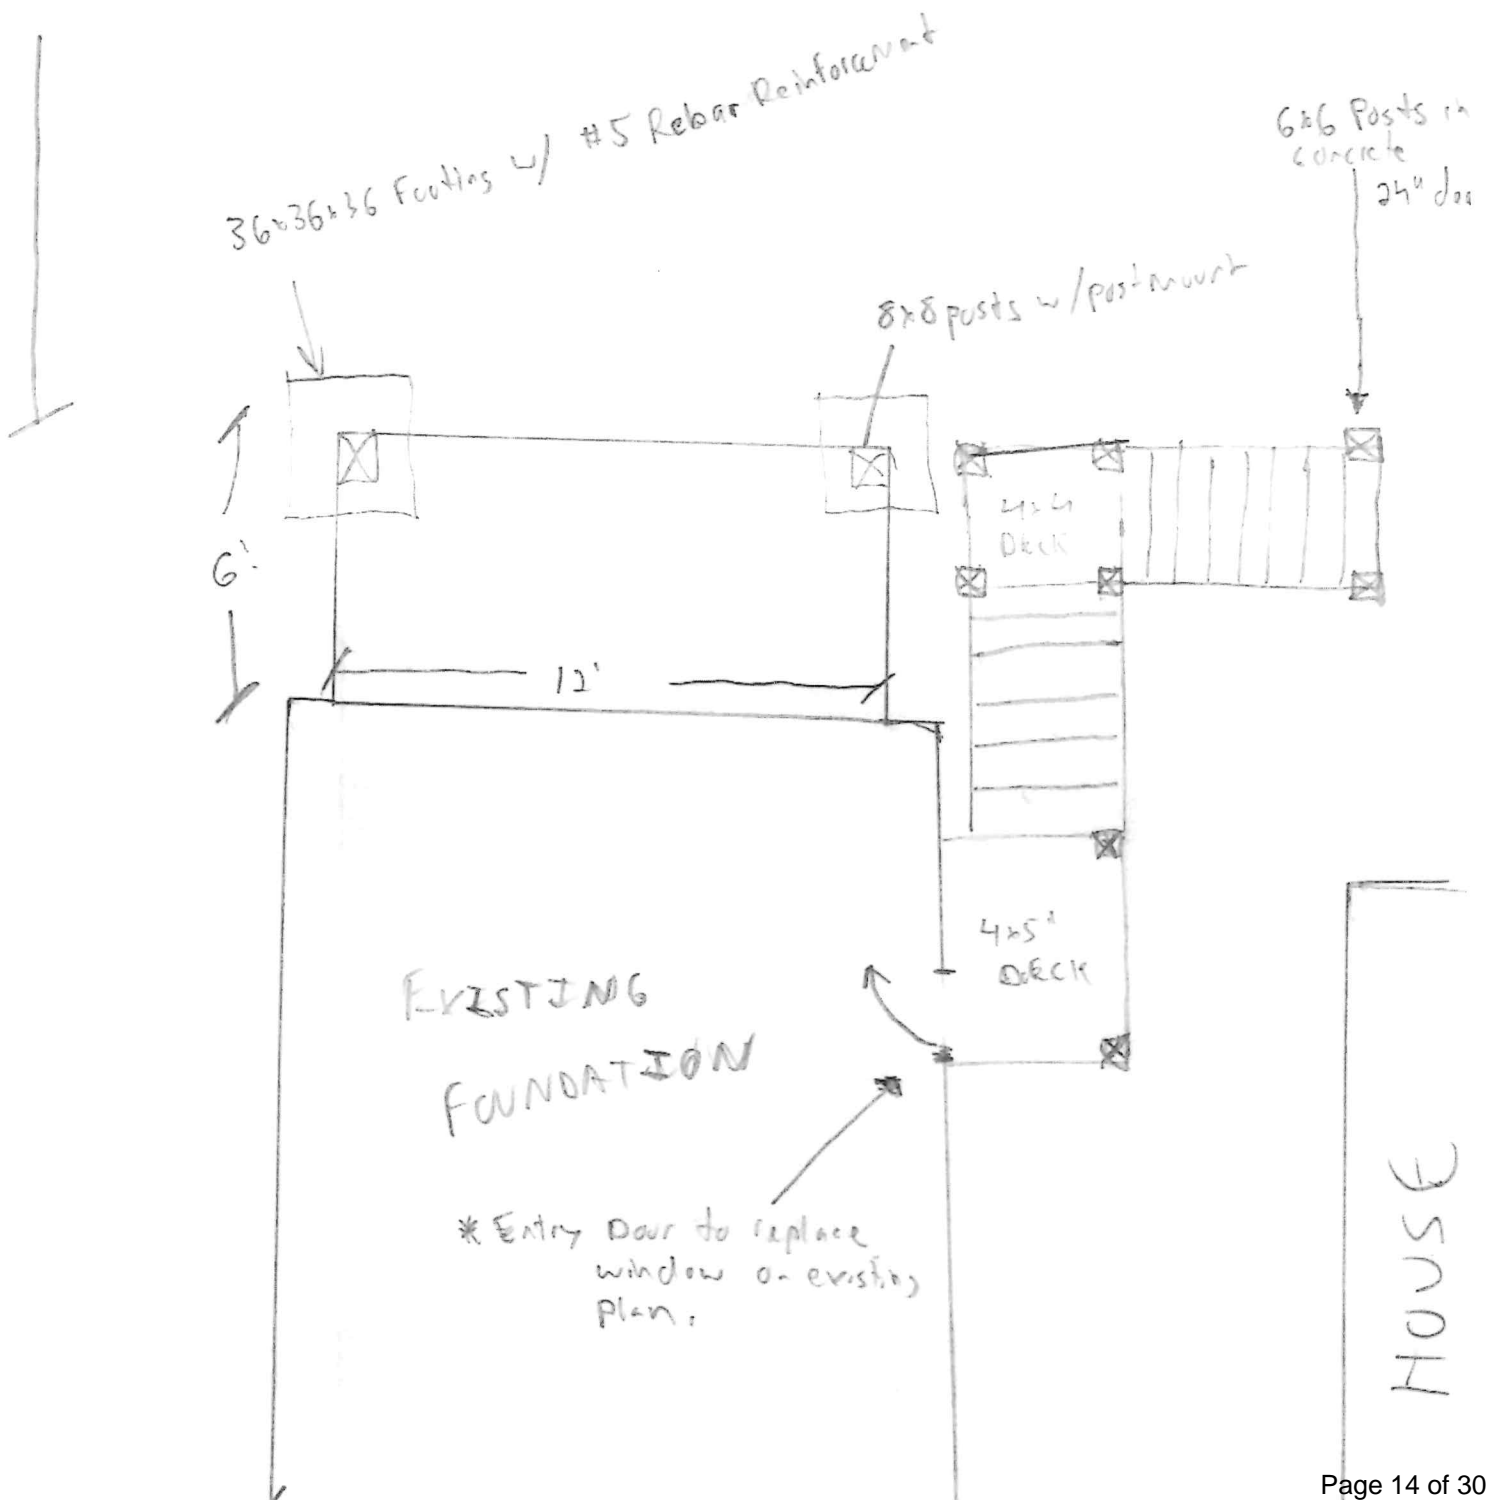 36x36x36 Footing w/ #5 Rebar Reinforcement
6x6 Posts in
concrete
24"
8x8 posts w/post mount
4x4
Deck
6'
12'
4x5'
DECK
EXISTING
FOUNDATION
* Entry Door to replace
window on existing
plan.
HOUSE
Page 14 of 30